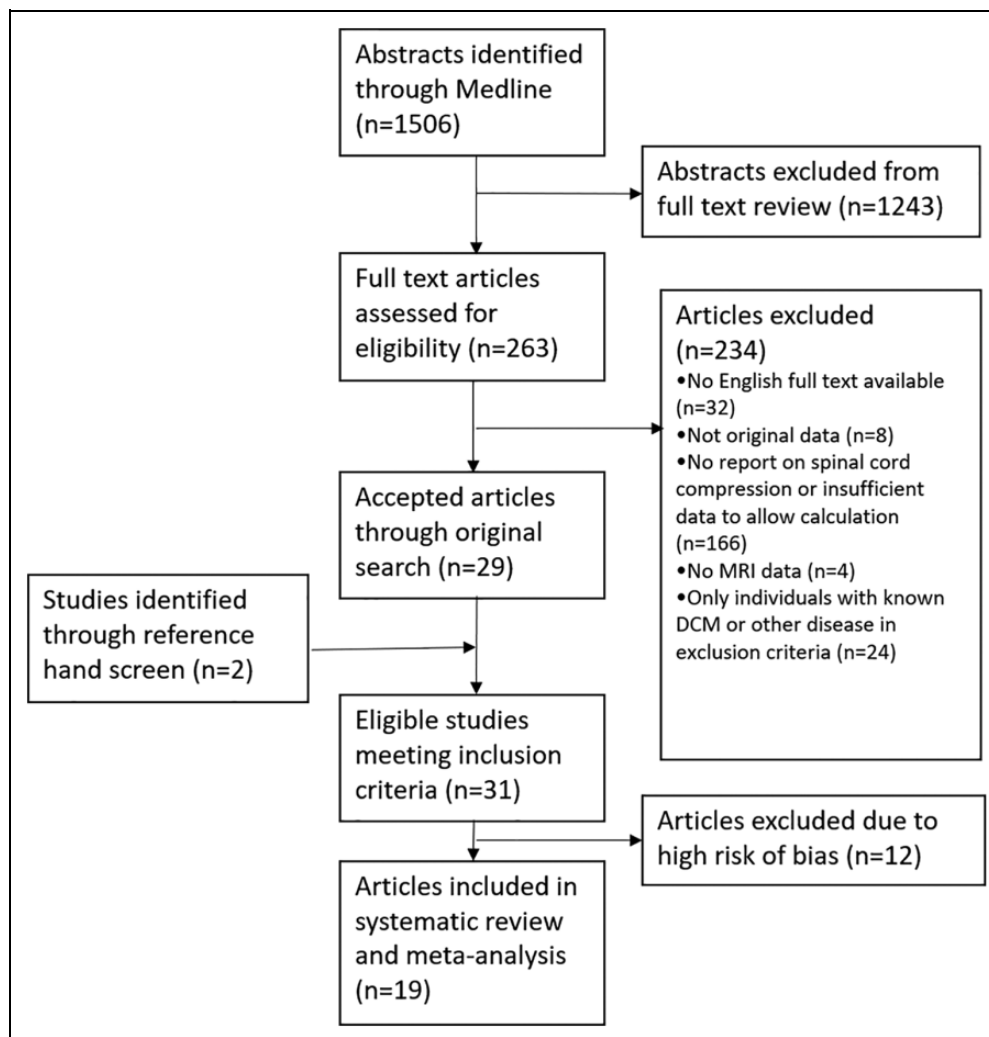 Abstracts identified
through Medline
(n=1506)
Abstracts excluded from
full text review (n=1243)
Full text articles
assessed for
eligibility (n=263)
Articles excluded
(n=234)
•No English full text available
(n=32)
•Not original data (n=8)
•No report on spinal cord
compression or insufficient
data to allow calculation
(n=166)
•No MRI data (n=4)
•Only individuals with known
DCM or other disease in
exclusion criteria (n=24)
Accepted articles
through original
search (n=29)
Studies identified
through reference
hand screen (n=2)
Eligible studies
meeting inclusion
criteria (n=31)
Articles excluded due to
high risk of bias (n=12)
Articles included in
systematic review
and meta-analysis
(n=19)